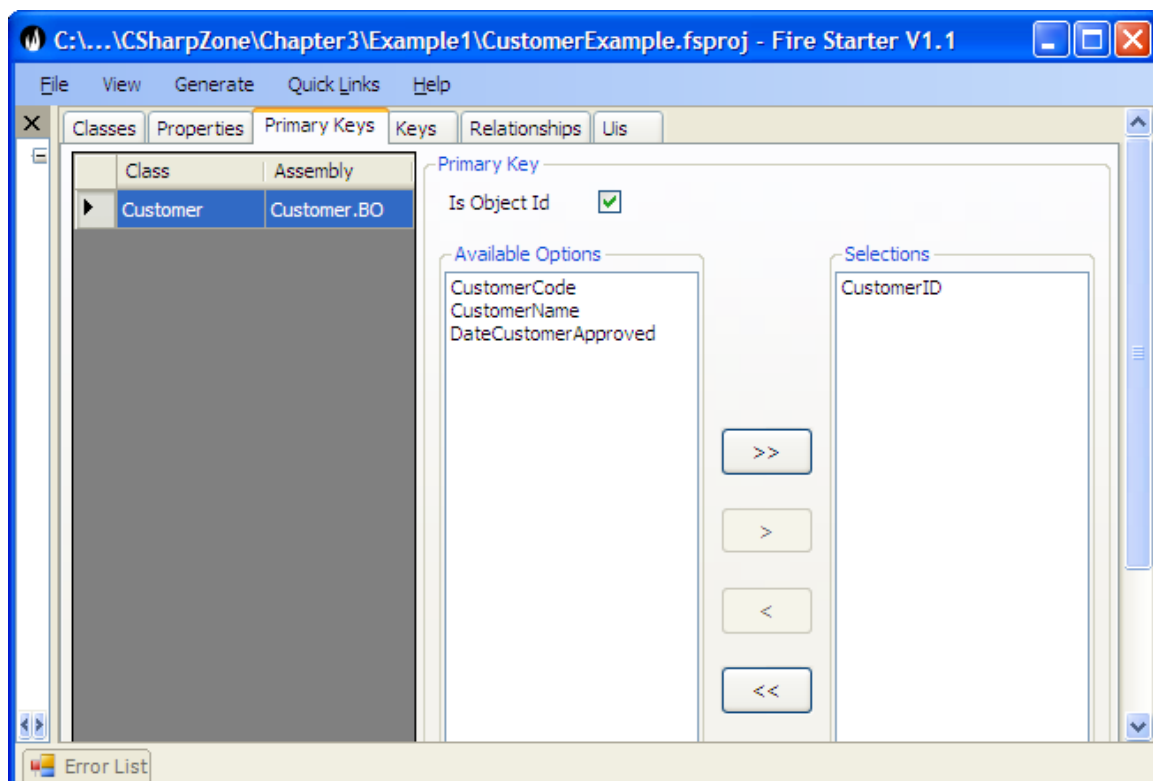 C:\...\CSharpZone\Chapter3\Example1\CustomerExample.fsproj - Fire Starter V1.1
File View Generate Quick Links Help
Classes Properties Primary Keys Keys Relationships Uis
Class Assembly
Customer Customer.BO
Primary Key
Is Object Id
Available Options
CustomerCode
CustomerName
DateCustomerApproved
>>
>
<
<<
Selections
CustomerID
Error List